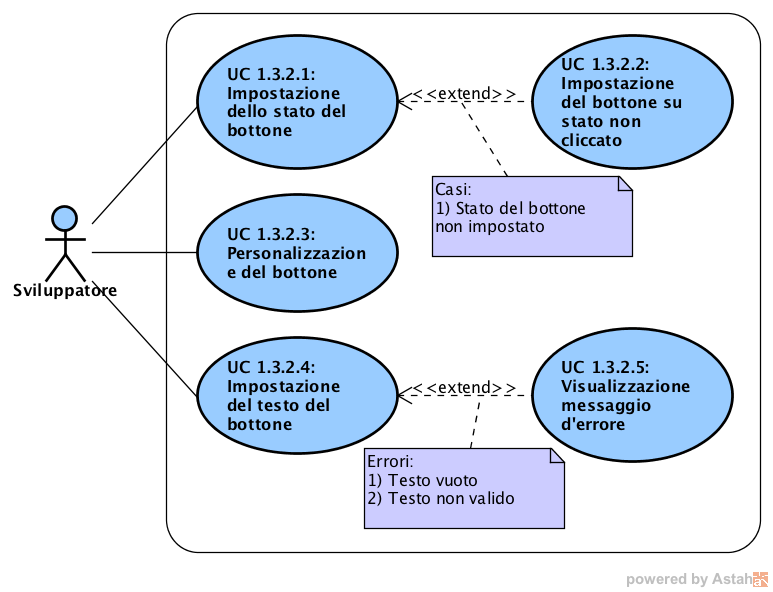 UC 1.3.2.1:
Impostazione
dello stato del
bottone
<<extend>>
UC 1.3.2.2:
Impostazione
del bottone su
stato non
cliccato
Casi:
1) Stato del bottone
non impostato
UC 1.3.2.3:
Personalizzazion
e del bottone
Sviluppatore
UC 1.3.2.4:
Impostazione
del testo del
bottone
<<extend>>
UC 1.3.2.5:
Visualizzazione
messaggio
d'errore
Errori:
1) Testo vuoto
2) Testo non valido
powered by Astah